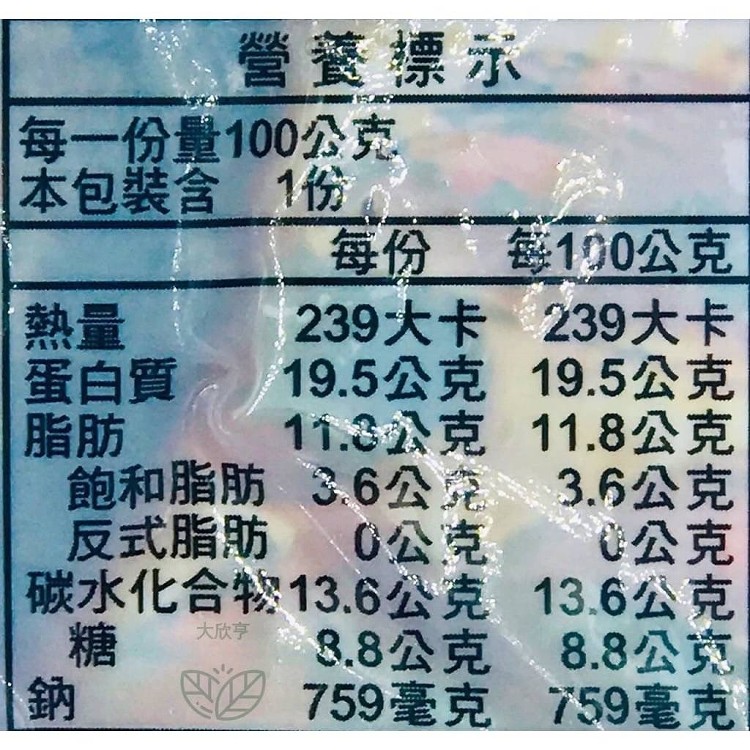 營養標示
每一份量100公克
本包裝含 1份
每份 每100公克
熱量 239大卡 239大卡
蛋白質 19.5公克 19.5公克
脂肪 11.8公克 11.8公克
飽和脂肪 3.6公克 3.6公克
反式脂肪 0公克 0公克
碳水化合物 13.6公克 13.6公克
大欣亨
糖 8.8公克 8.8公克
鈉 759毫克 759毫克